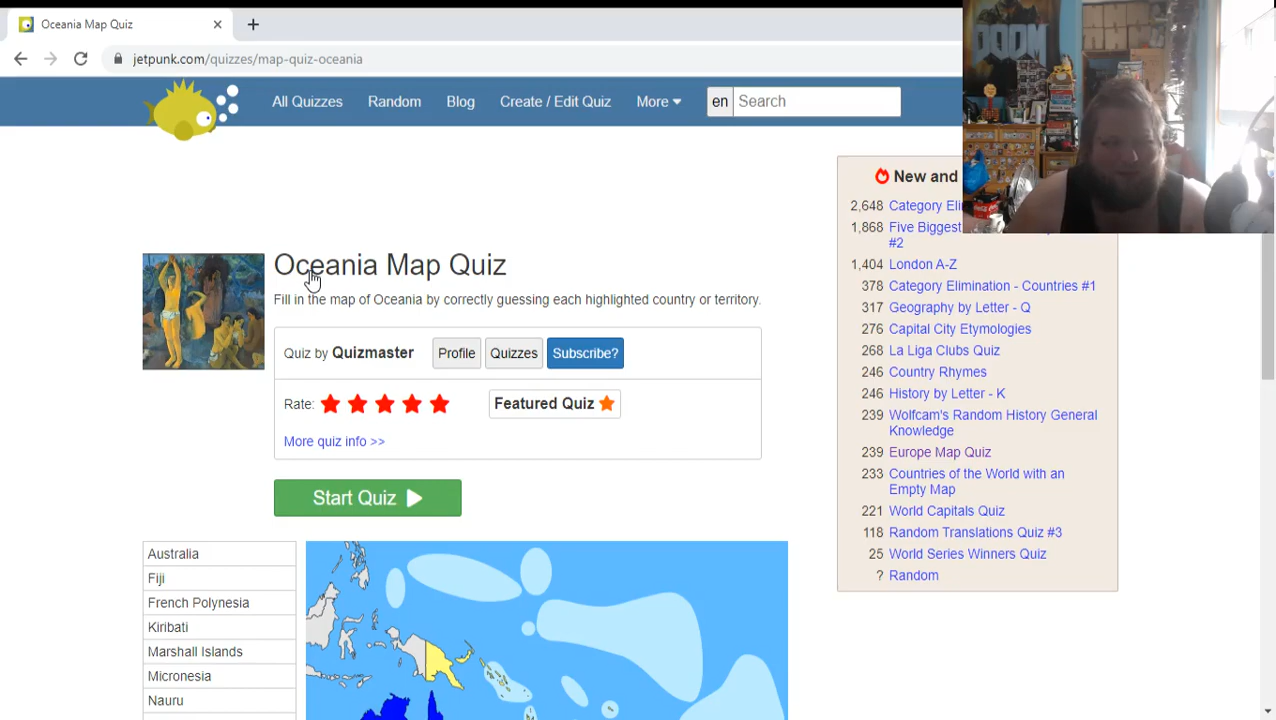 Oceania Map Quiz
jetpunk.com/quizzes/map-quiz-oceania
All Quizzes
Random
Blog
Create / Edit Quiz
More
en
Search
DOOM
Oceania Map Quiz
Fill in the map of Oceania by correctly guessing each highlighted country or territory.
Quiz by Quizmaster
Profile
Quizzes
Subscribe?
Rate:
Featured Quiz
More quiz info >>
Start Quiz
Australia
Fiji
French Polynesia
Kiribati
Marshall Islands
Micronesia
Nauru
New and
2,648 Category Eli
1,868 Five Biggest
#2
1,404 London A-Z
378 Category Elimination - Countries #1
317 Geography by Letter - Q
276 Capital City Etymologies
268 La Liga Clubs Quiz
246 Country Rhymes
246 History by Letter - K
239 Wolfcam's Random History General
Knowledge
239 Europe Map Quiz
233 Countries of the World with an
Empty Map
221 World Capitals Quiz
118 Random Translations Quiz #3
25 World Series Winners Quiz
? Random